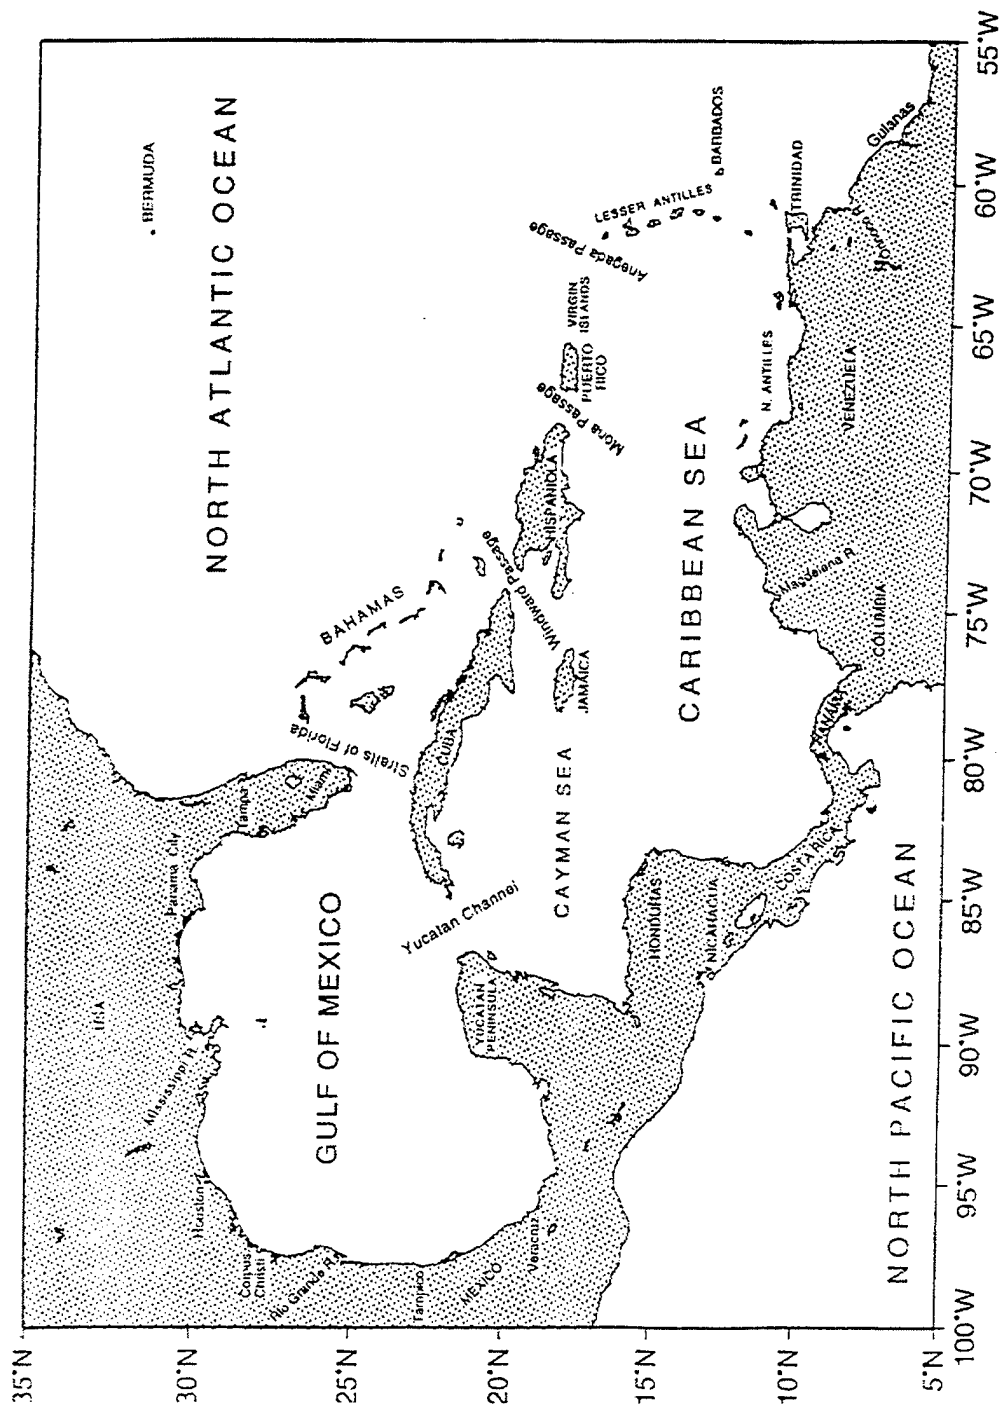 35°N
30°N
25°N
20°N
15°N
10°N
5°N
100°W
95°W
90°W
85°W
80°W
75°W
70°W
65°W
60°W
55°W
NORTH ATLANTIC OCEAN
BERMUDA
USA
Mississippi R.
Houston
Corpus
Christi
Rio Grande R.
Panama City
Tampa
Miami
Straits of Florida
BAHAMAS
GULF OF MEXICO
Tampico
MEXICO
Veracruz
YUCATAN
PENINSULA
Yucatan Channel
CUBA
Windward Passage
HISPANIOLA
Mona Passage
PUERTO
RICO
VIRGIN
ISLANDS
Anegada Passage
LESSER ANTILLES
BARBADOS
JAMAICA
CAYMAN SEA
CARIBBEAN SEA
N. ANTILLES
TRINIDAD
Guianas
VENEZUELA
Magdalena R.
COLUMBIA
PANAMA
COSTA RICA
NICARAGUA
HONDURAS
NORTH PACIFIC OCEAN